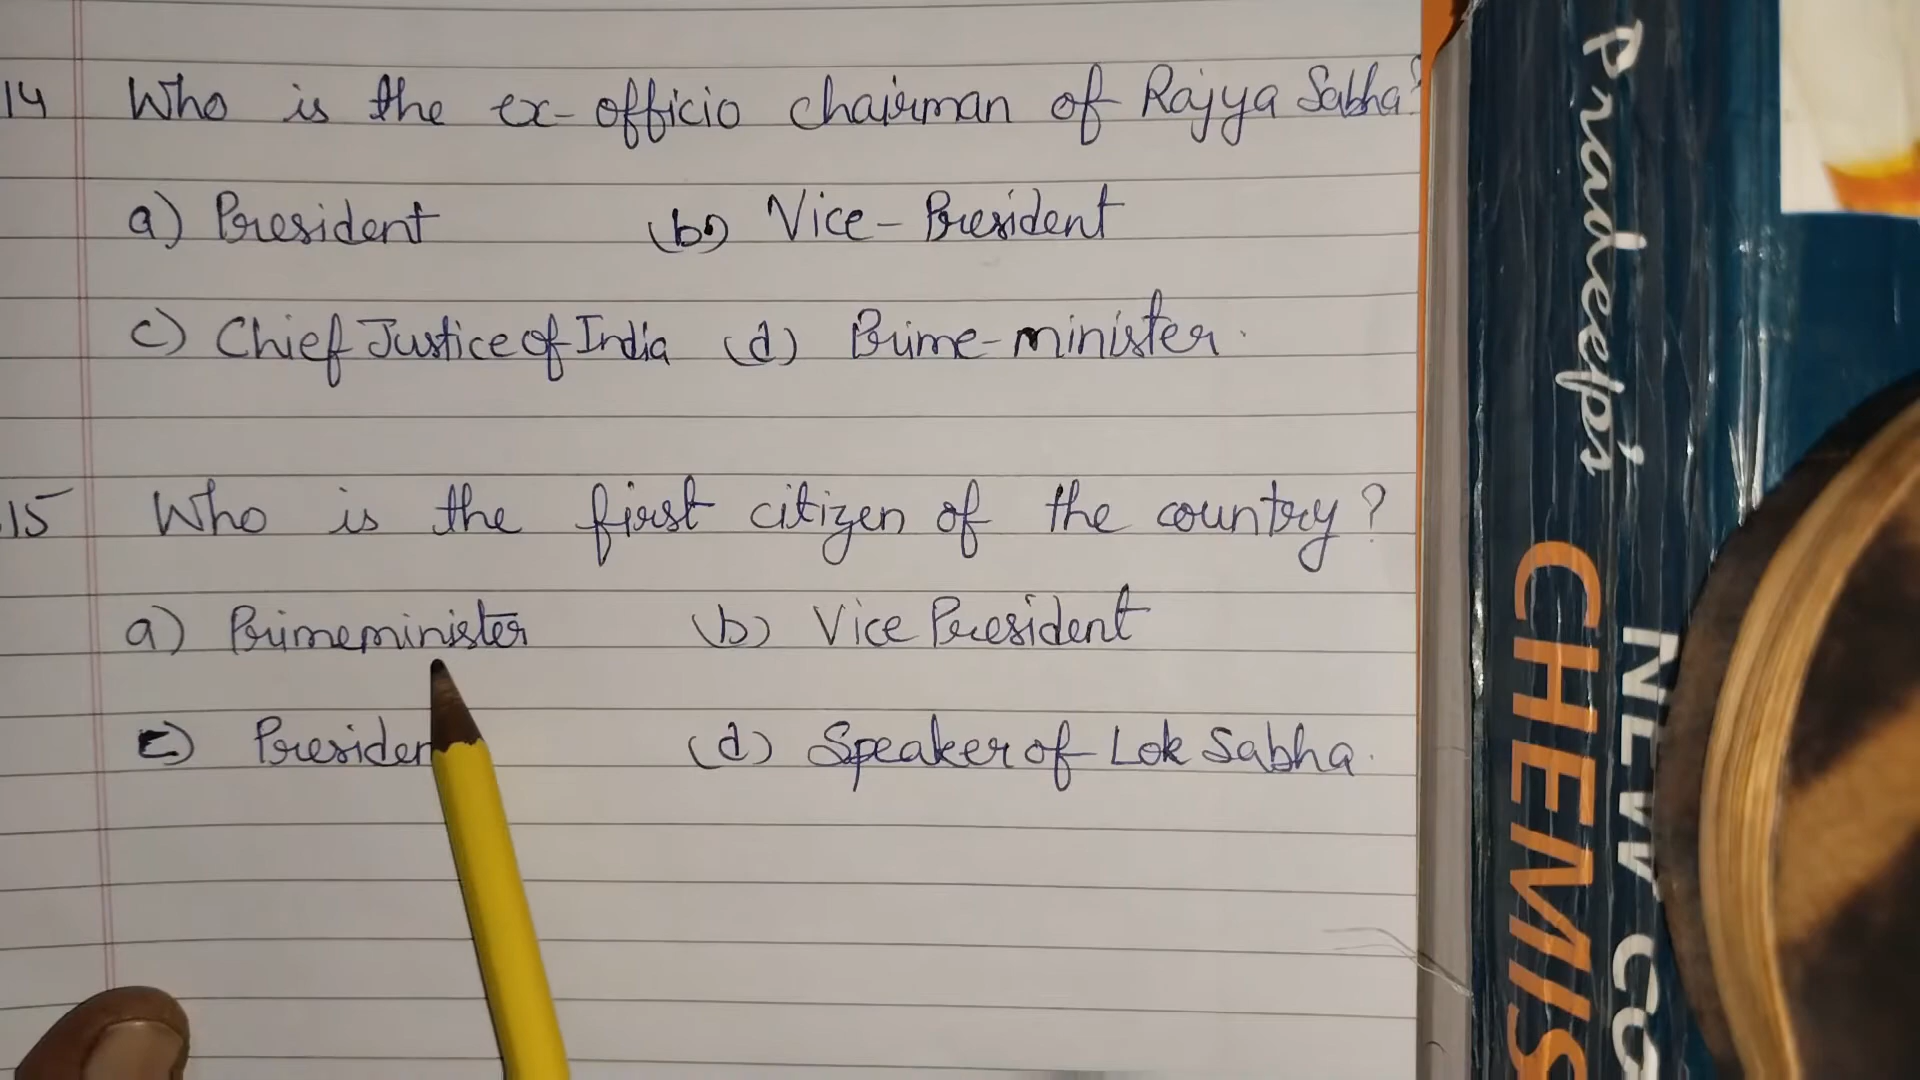 14 Who is the ex-officio chairman of Rajya Sabha?
a) President (b) Vice-President
c) Chief Justice of India (d) Prime-minister.
15 Who is the first citizen of the country?
a) Primeminister (b) Vice President
c) Presiden (d) Speaker of Lok Sabha.
Pradeep's
NEW CO
CHEMIS